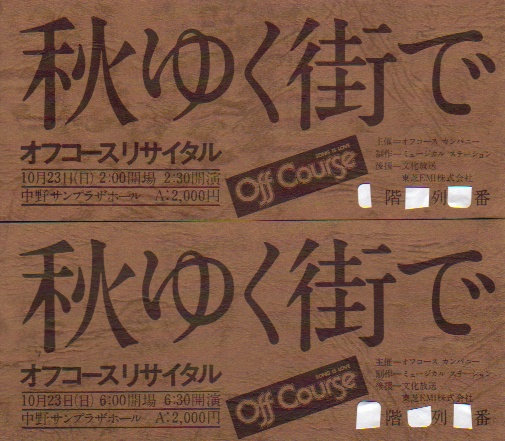 秋ゆく街で
オフコースリサイタル
10月23日(日) 2:00開場 2:30開演
中野サンプラザホール A:2,000円
SONG IS LOVE
Off Course
主催—オフコース カンパニー
制作—ミュージカル ステーション
後援—文化放送
東芝EMI株式会社
階 列 番
秋ゆく街で
オフコースリサイタル
10月23日(日) 6:00開場 6:30開演
中野サンプラザホール A:2,000円
SONG IS LOVE
Off Course
主催—オフコース カンパニー
制作—ミュージカル ステーション
後援—文化放送
東芝EMI株式会社
階 列 番